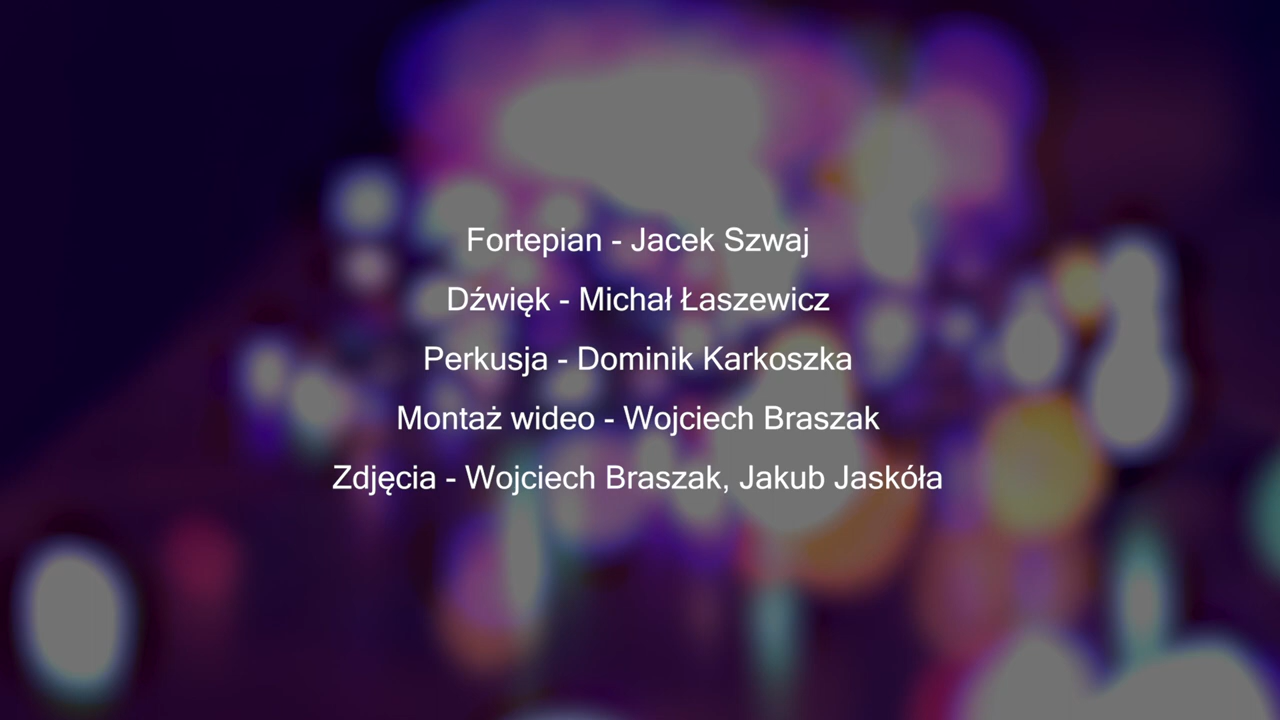 Fortepian - Jacek Szwaj
Dźwięk - Michał Łaszewicz
Perkusja - Dominik Karkoszka
Montaż wideo - Wojciech Braszak
Zdjęcia - Wojciech Braszak, Jakub Jaskóła